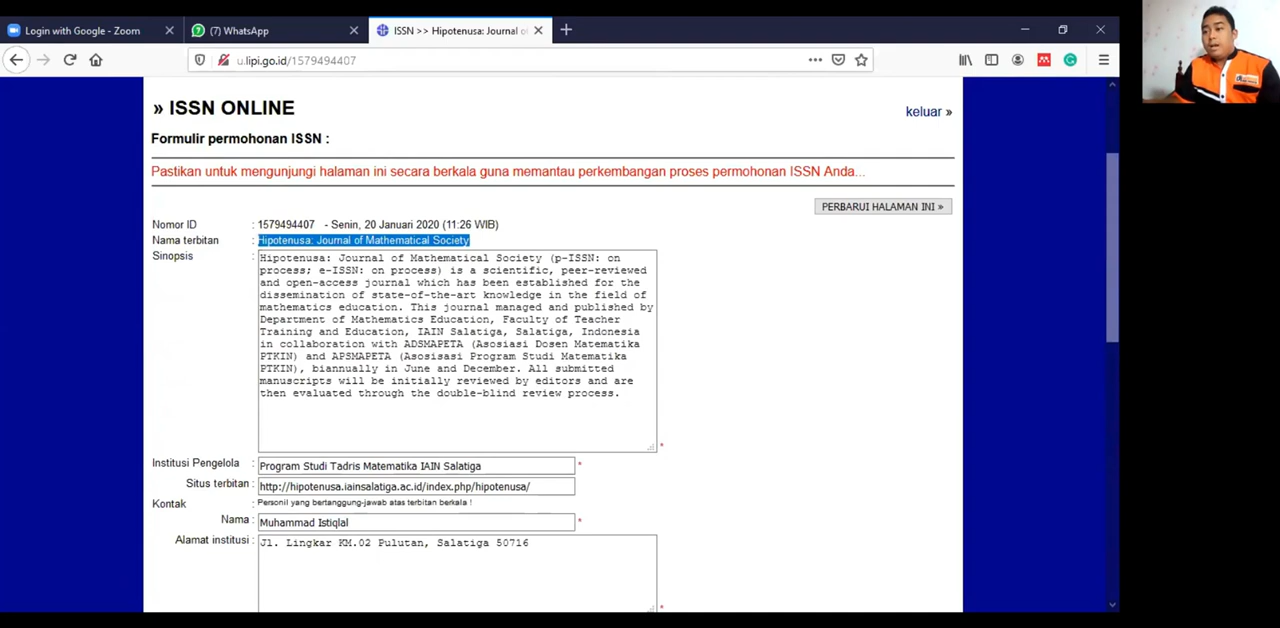 Login with Google - Zoom
(7) WhatsApp
ISSN >> Hipotenusa: Journal o
u.lipi.go.id/1579494407
» ISSN ONLINE
keluar »
Formulir permohonan ISSN :
Pastikan untuk mengunjungi halaman ini secara berkala guna memantau perkembangan proses permohonan ISSN Anda...
PERBARUI HALAMAN INI »
Nomor ID : 1579494407 - Senin, 20 Januari 2020 (11:26 WIB)
Nama terbitan : Hipotenusa: Journal of Mathematical Society
Sinopsis :
Hipotenusa: Journal of Mathematical Society (p-ISSN: on
process; e-ISSN: on process) is a scientific, peer-reviewed
and open-access journal which has been established for the
dissemination of state-of-the-art knowledge in the field of
mathematics education. This journal managed and published by
Department of Mathematics Education, Faculty of Teacher
Training and Education, IAIN Salatiga, Salatiga, Indonesia
in collaboration with ADSMAPETA (Asosiasi Dosen Matematika
PTKIN) and APSMAPETA (Asosisasi Program Studi Matematika
PTKIN), biannually in June and December. All submitted
manuscripts will be initially reviewed by editors and are
then evaluated through the double-blind review process.
*
Institusi Pengelola : Program Studi Tadris Matematika IAIN Salatiga *
Situs terbitan : http://hipotenusa.iainsalatiga.ac.id/index.php/hipotenusa/
Kontak : Personil yang bertanggung-jawab atas terbitan berkala !
Nama : Muhammad Istiqlal *
Alamat institusi : Jl. Lingkar KM.02 Pulutan, Salatiga 50716
*